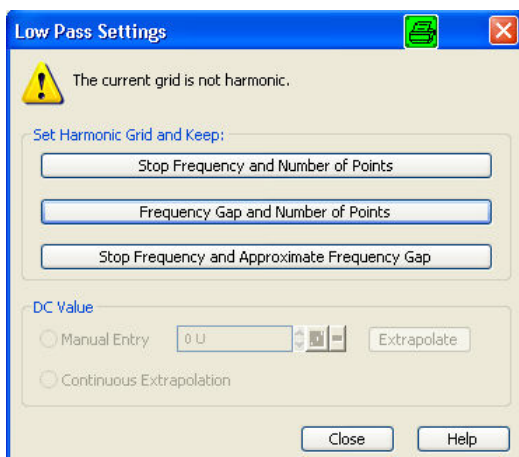 Low Pass Settings
The current grid is not harmonic.
Set Harmonic Grid and Keep:
Stop Frequency and Number of Points
Frequency Gap and Number of Points
Stop Frequency and Approximate Frequency Gap
DC Value
Manual Entry
0 U
Extrapolate
Continuous Extrapolation
Close
Help